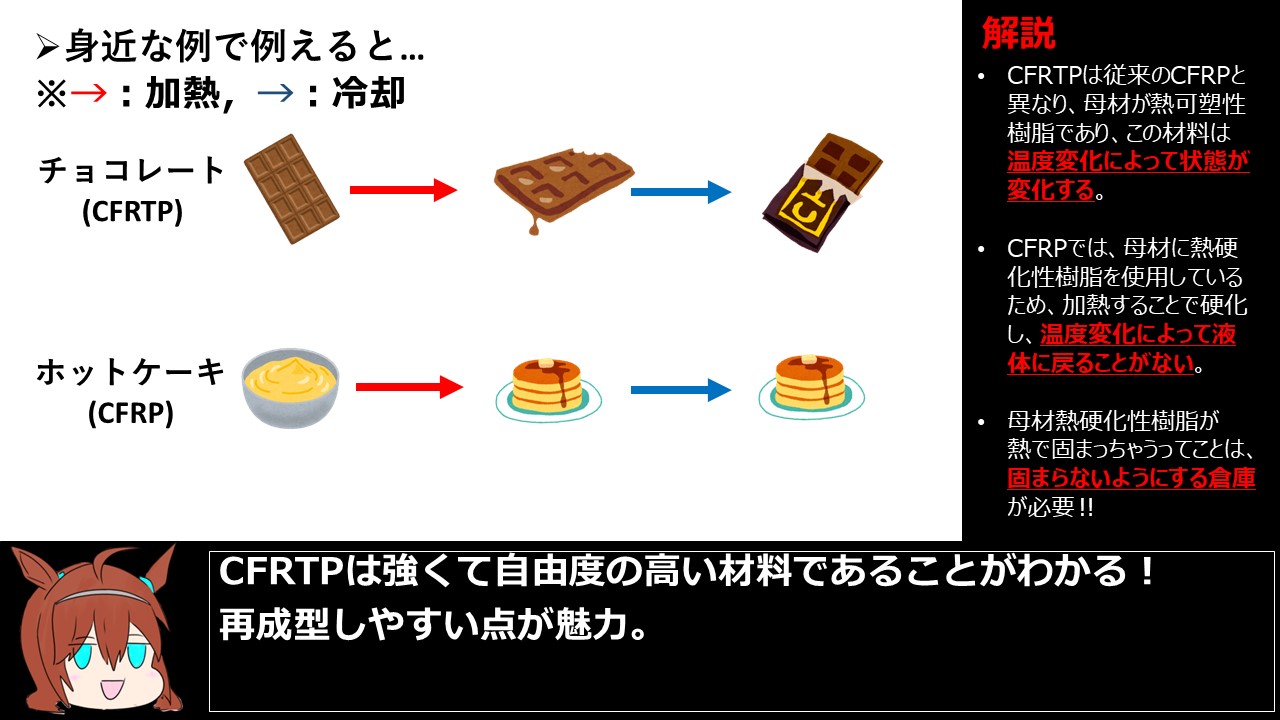 ➢身近な例で例えると…
※→：加熱，→：冷却
チョコレート
(CFRTP)
ホットケーキ
(CFRP)
解説
• CFRTPは従来のCFRPと
異なり、母材が熱可塑性
樹脂であり、この材料は
温度変化によって状態が
変化する。
• CFRPでは、母材に熱硬
化性樹脂を使用している
ため、加熱することで硬化
し、温度変化によって液
体に戻ることがない。
• 母材熱硬化性樹脂が
熱で固まっちゃうってことは、
固まらないようにする倉庫
が必要!!
CFRTPは強くて自由度の高い材料であることがわかる！
再成型しやすい点が魅力。